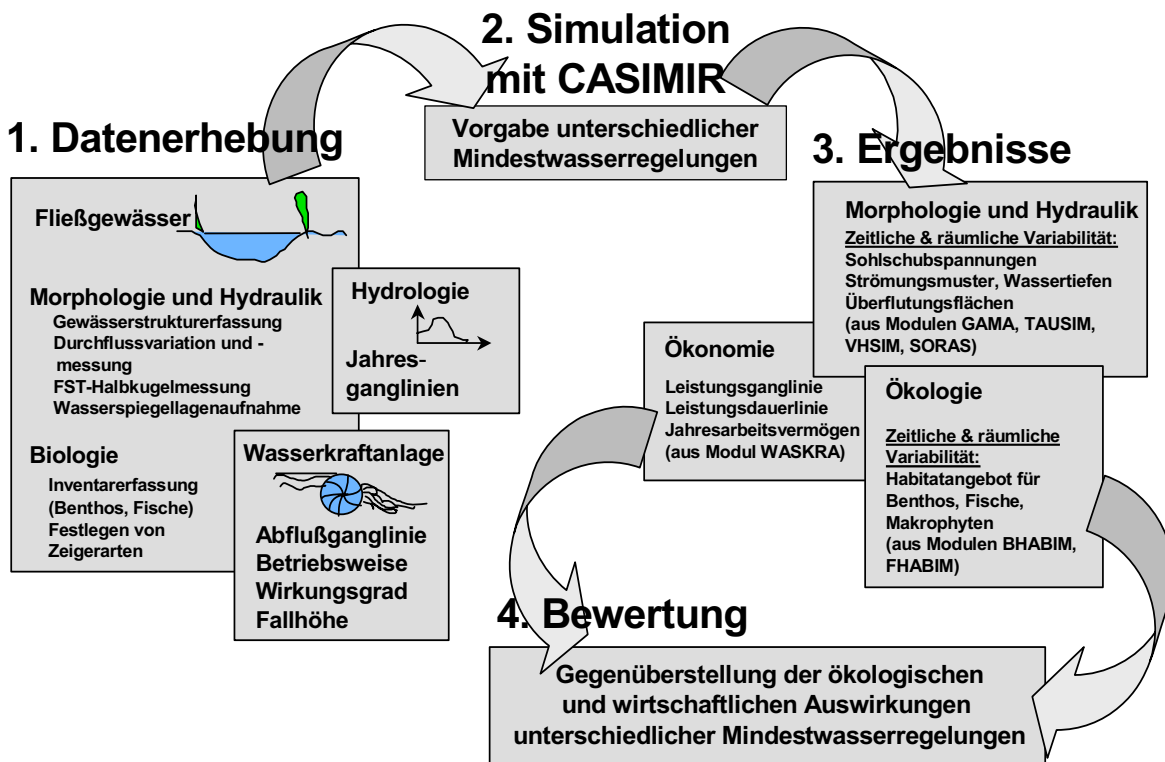 1. Datenerhebung
Fließgewässer
Morphologie und Hydraulik
Gewässerstrukturerfassung
Durchflussvariation und -
messung
FST-Halbkugelmessung
Wasserspiegellagenaufnahme
Biologie
Inventarerfassung
(Benthos, Fische)
Festlegen von
Zeigerarten
Hydrologie
Jahres-
ganglinien
Wasserkraftanlage
Abflußganglinie
Betriebsweise
Wirkungsgrad
Fallhöhe
2. Simulation
mit CASIMIR
Vorgabe unterschiedlicher
Mindestwasserregelungen
3. Ergebnisse
Morphologie und Hydraulik
Zeitliche & räumliche Variabilität:
Sohlschubspannungen
Strömungsmuster, Wassertiefen
Überflutungsflächen
(aus Modulen GAMA, TAUSIM,
VHSIM, SORAS)
Ökonomie
Leistungsganglinie
Leistungsdauerlinie
Jahresarbeitsvermögen
(aus Modul WASKRA)
Ökologie
Zeitliche & räumliche
Variabilität:
Habitatangebot für
Benthos, Fische,
Makrophyten
(aus Modulen BHABIM,
FHABIM)
4. Bewertung
Gegenüberstellung der ökologischen
und wirtschaftlichen Auswirkungen
unterschiedlicher Mindestwasserregelungen